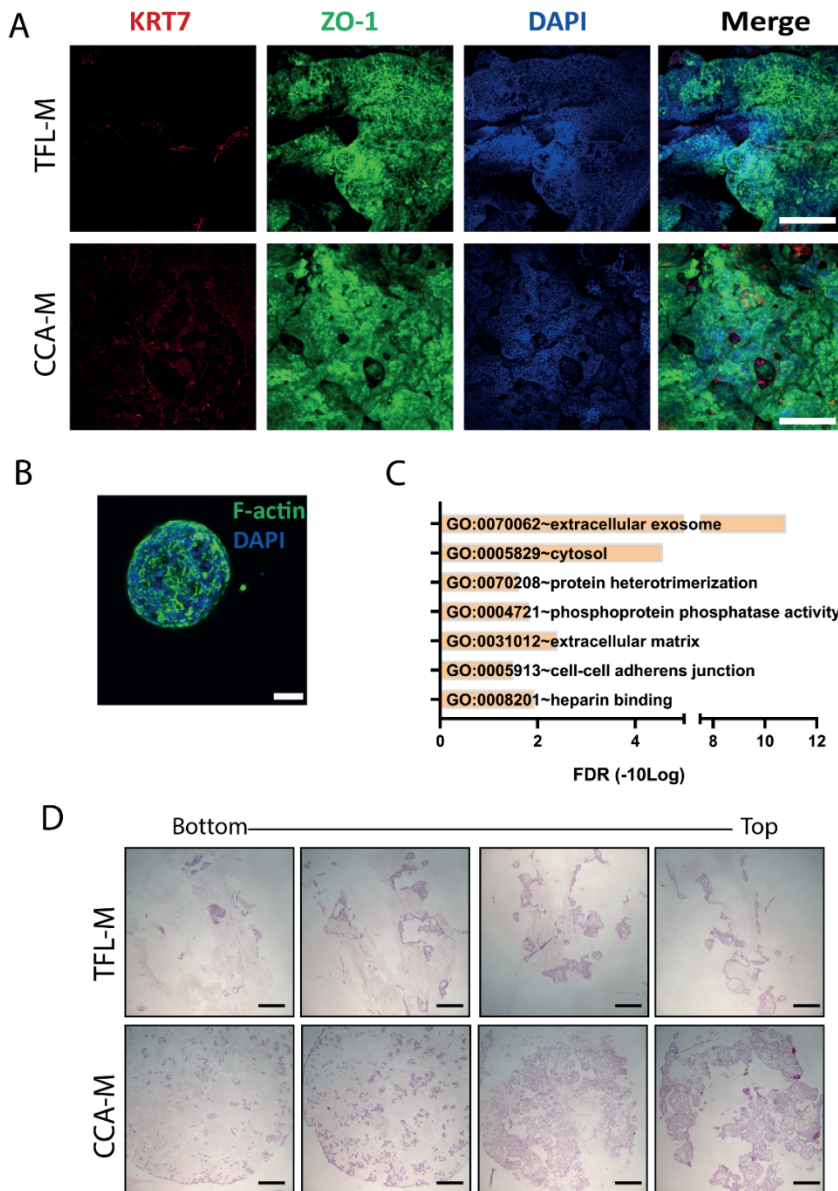 A
KRT7 ZO-1 DAPI Merge
TFL-M
CCA-M
B
F-actin
DAPI
C
GO:0070062~extracellular exosome
GO:0005829~cytosol
GO:0070208~protein heterotrimerization
GO:0004721~phosphoprotein phosphatase activity
GO:0031012~extracellular matrix
GO:0005913~cell-cell adherens junction
GO:0008201~heparin binding
0 2 4 8 10 12
FDR (-10Log)
D
Bottom Top
TFL-M
CCA-M